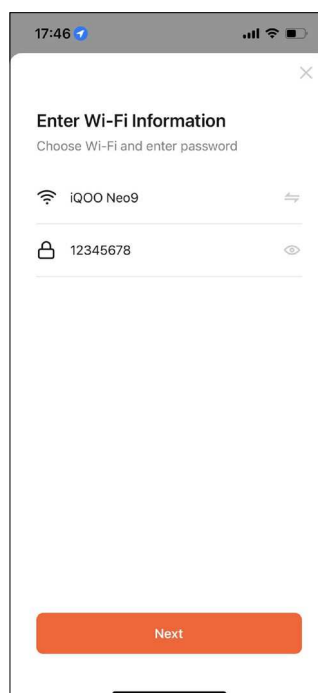 17:46
Enter Wi-Fi Information
Choose Wi-Fi and enter password
iQOO Neo9
12345678
Next